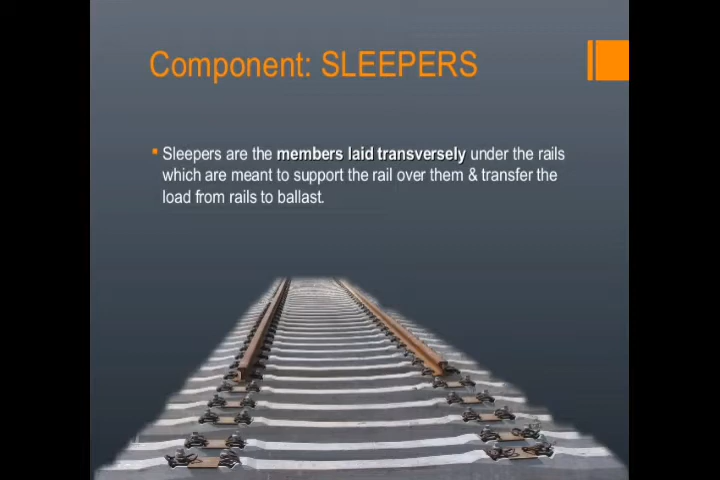 Component: SLEEPERS
Sleepers are the members laid transversely under the rails
which are meant to support the rail over them & transfer the
load from rails to ballast.